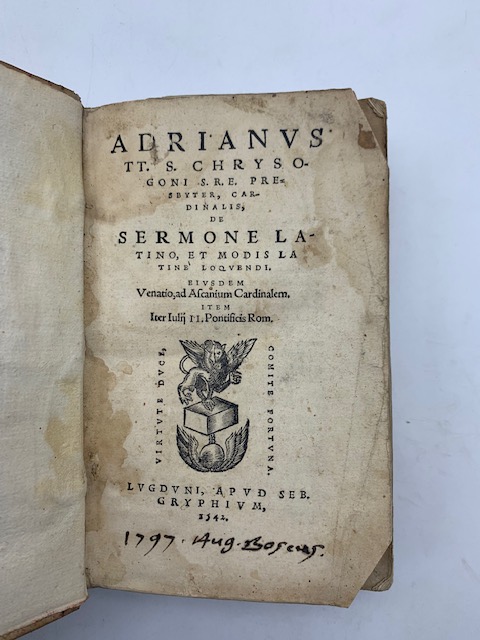 ADRIANVS
TT. S. CHRYSO-
GONI S.R.E. PRE-
SBYTER, CAR-
DINALIS,
DE
SERMONE LA-
TINO, ET MODIS LA
TINE LOQVENDI.
EIVSDEM
Venatio, ad Ascanium Cardinalem.
ITEM
Iter Iulij II. Pontificis Rom.
VIRTVTE DVCE,
COMITE FORTVNA.
LVGDVNI, APVD SEB.
GRYPHIVM,
1542.
1797. Aug.